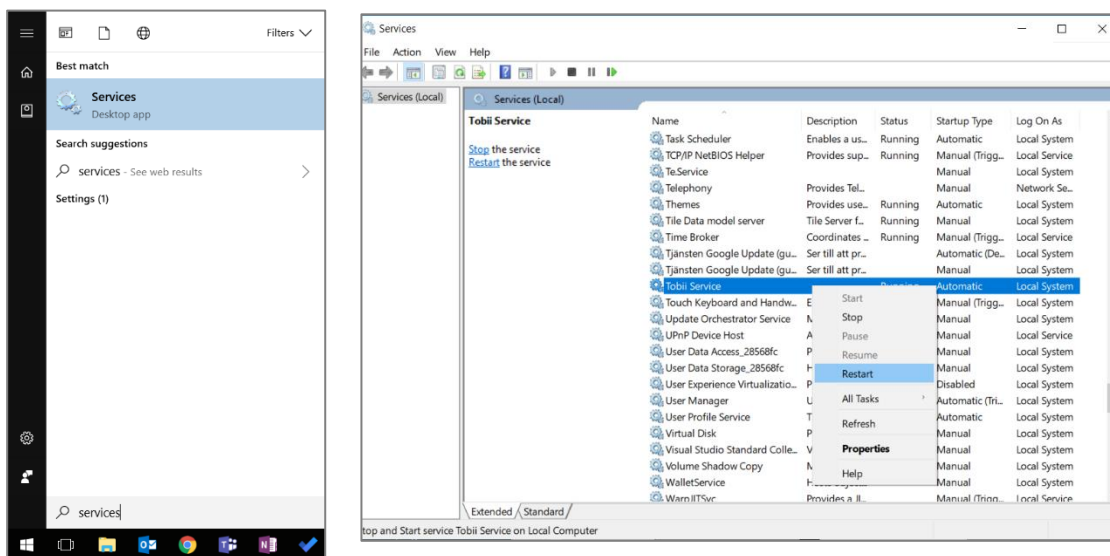 Filters
Best match
Services
Desktop app
Search suggestions
services - See web results
Settings (1)
services
Services
File Action View Help
Services (Local)
Services (Local)
Tobii Service
Stop the service
Restart the service
Name Description Status Startup Type Log On As
Task Scheduler Enables a us... Running Automatic Local System
TCP/IP NetBIOS Helper Provides sup... Running Manual (Trigg... Local Service
Te.Service Manual Local System
Telephony Provides Tel... Manual Network Se...
Themes Provides use... Running Automatic Local System
Tile Data model server Tile Server f... Running Manual Local System
Time Broker Coordinates ... Running Manual (Trigg... Local Service
Tjänsten Google Update (gu... Ser till att pr... Automatic (De... Local System
Tjänsten Google Update (gu... Ser till att pr... Manual Local System
Tobii Service Running Automatic Local System
Touch Keyboard and Handw... E Manual (Trigg... Local System
Update Orchestrator Service M Manual Local System
UPnP Device Host A Manual Local Service
User Data Access_28568fc P Manual Local System
User Data Storage_28568fc H Manual Local System
User Experience Virtualizatio... P Disabled Local System
User Manager U Automatic (Tri... Local System
User Profile Service T Automatic Local System
Virtual Disk P Manual Local System
Visual Studio Standard Colle... V Manual Local System
Volume Shadow Copy M Manual Local System
WalletService Hosts Manual Local System
WarpJITSvc Provides a JI... Manual (Trigg... Local Service
Start
Stop
Pause
Resume
Restart
All Tasks
Refresh
Properties
Help
Extended Standard
top and Start service Tobii Service on Local Computer